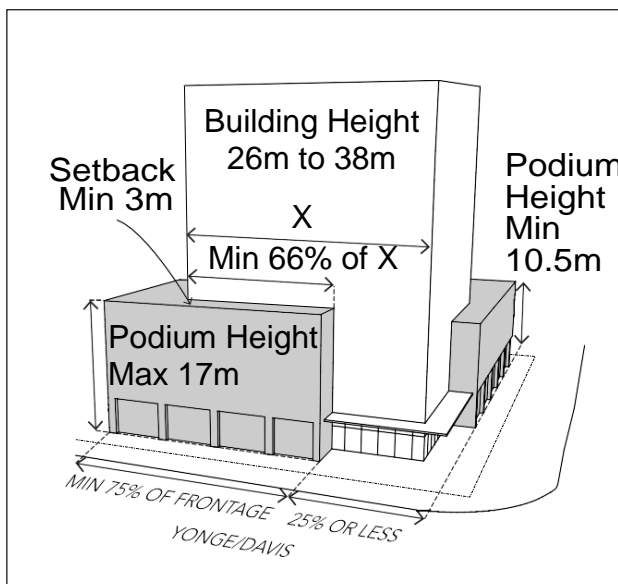 Building Height
26m to 38m
Setback
Min 3m
Podium
Height
Min
10.5m
X
Min 66% of X
Podium Height
Max 17m
MIN 75% OF FRONTAGE
25% OR LESS
YONGE/DAVIS